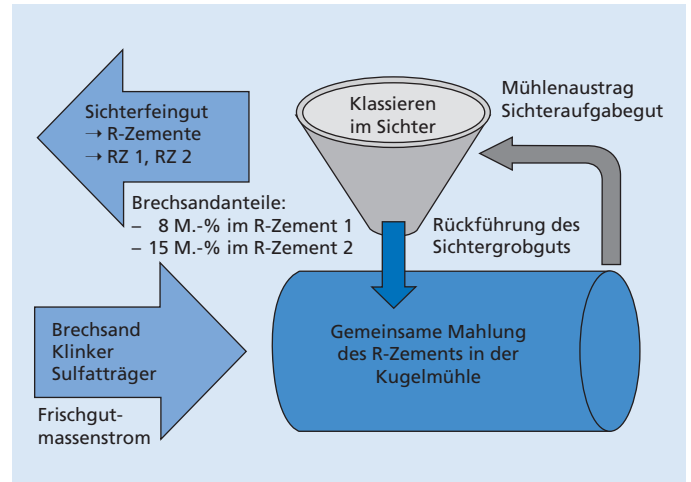 Sichterfeingut
→ R-Zemente
→ RZ 1, RZ 2
Klassieren
im Sichter
Mühlenaustrag
Sichteraufgabegut
Brechsandanteile:
– 8 M.-% im R-Zement 1
– 15 M.-% im R-Zement 2
Rückführung des
Sichtergrobguts
Brechsand
Klinker
Sulfatträger
Gemeinsame Mahlung
des R-Zements in der
Kugelmühle
Frischgut-
massenstrom